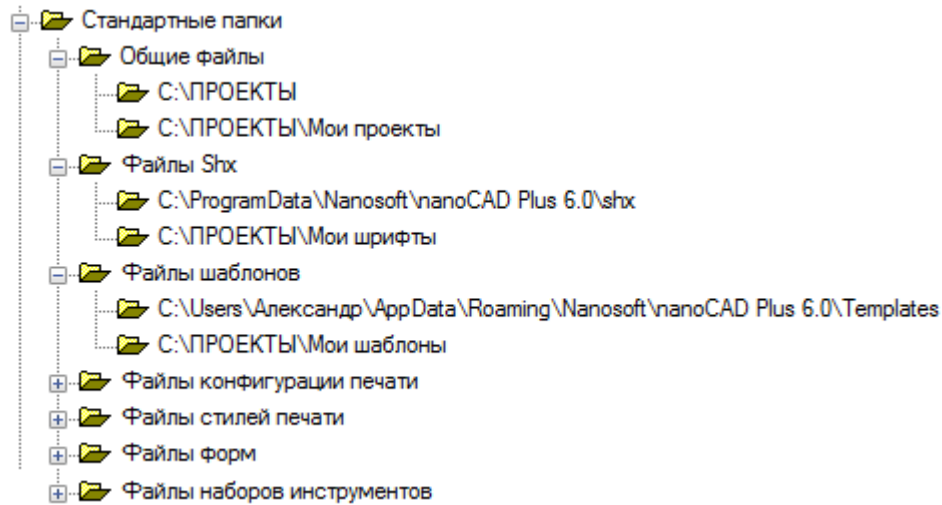 Стандартные папки
Общие файлы
C:\ПРОЕКТЫ
C:\ПРОЕКТЫ\Мои проекты
Файлы Shx
C:\ProgramData\Nanosoft\nanoCAD Plus 6.0\shx
C:\ПРОЕКТЫ\Мои шрифты
Файлы шаблонов
C:\Users\Александр\AppData\Roaming\Nanosoft\nanoCAD Plus 6.0\Templates
C:\ПРОЕКТЫ\Мои шаблоны
Файлы конфигурации печати
Файлы стилей печати
Файлы форм
Файлы наборов инструментов